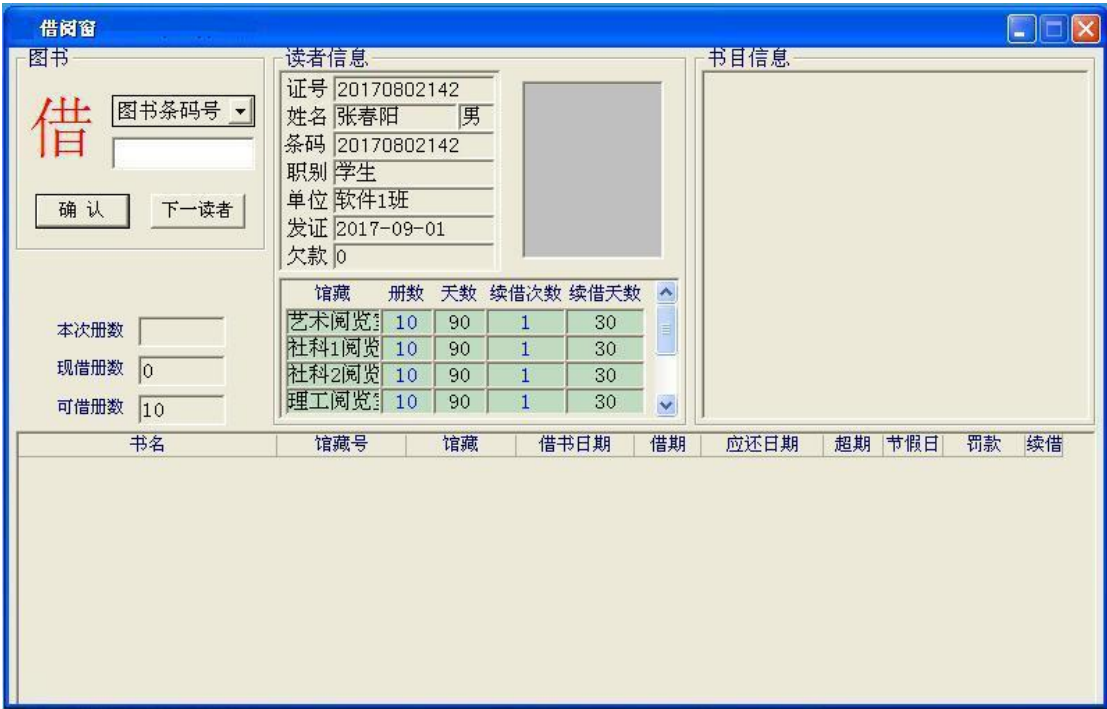 借阅窗
图书
借
图书条码号
确 认
下一读者
本次册数
现借册数 0
可借册数 10
读者信息
证号 20170802142
姓名 张春阳 男
条码 20170802142
职别 学生
单位 软件1班
发证 2017-09-01
欠款 0
馆藏 册数 天数 续借次数 续借天数
艺术阅览 10 90 1 30
社科1阅览 10 90 1 30
社科2阅览 10 90 1 30
理工阅览 10 90 1 30
书目信息
书名 馆藏号 馆藏 借书日期 借期 应还日期 超期 节假日 罚款 续借